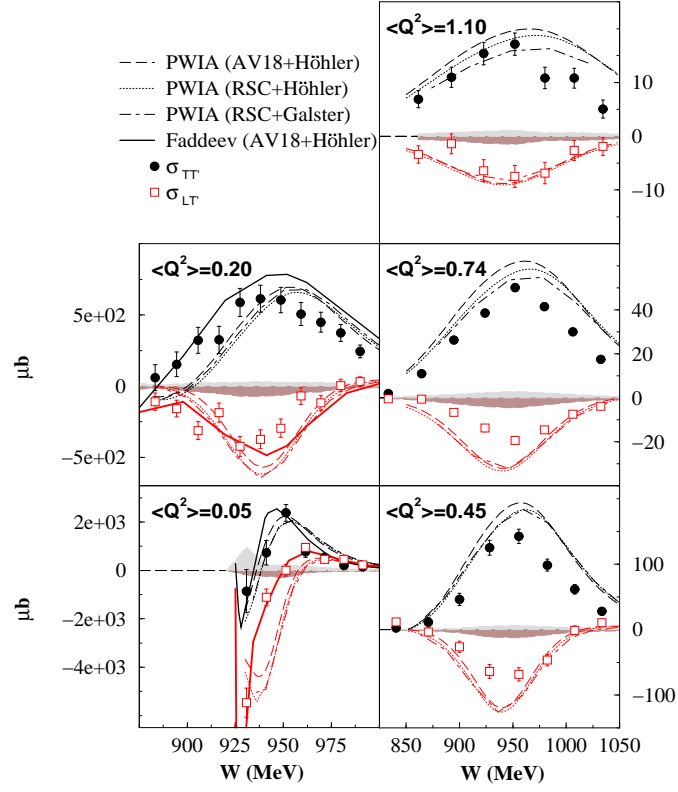 PWIA (AV18+Höhler)
PWIA (RSC+Höhler)
PWIA (RSC+Galster)
Faddeev (AV18+Höhler)
σTT'
σLT'
<Q²>=1.10
10
0
−10
<Q²>=0.20
5e+02
0
−5e+02
μb
<Q²>=0.74
40
20
0
−20
<Q²>=0.05
2e+03
0
−2e+03
−4e+03
μb
900 925 950 975
W (MeV)
<Q²>=0.45
100
0
−100
850 900 950 1000 1050
W (MeV)